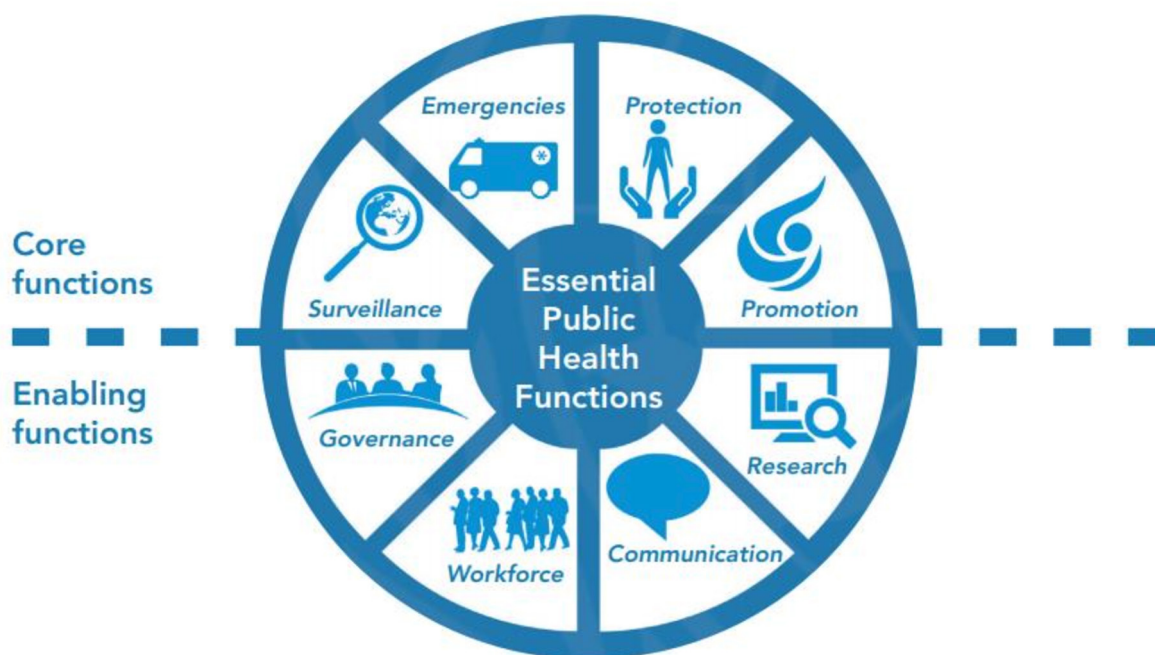 Emergencies
Protection
Core
functions
Surveillance
Promotion
Essential
Public
Health
Functions
Enabling
functions
Governance
Research
Workforce
Communication